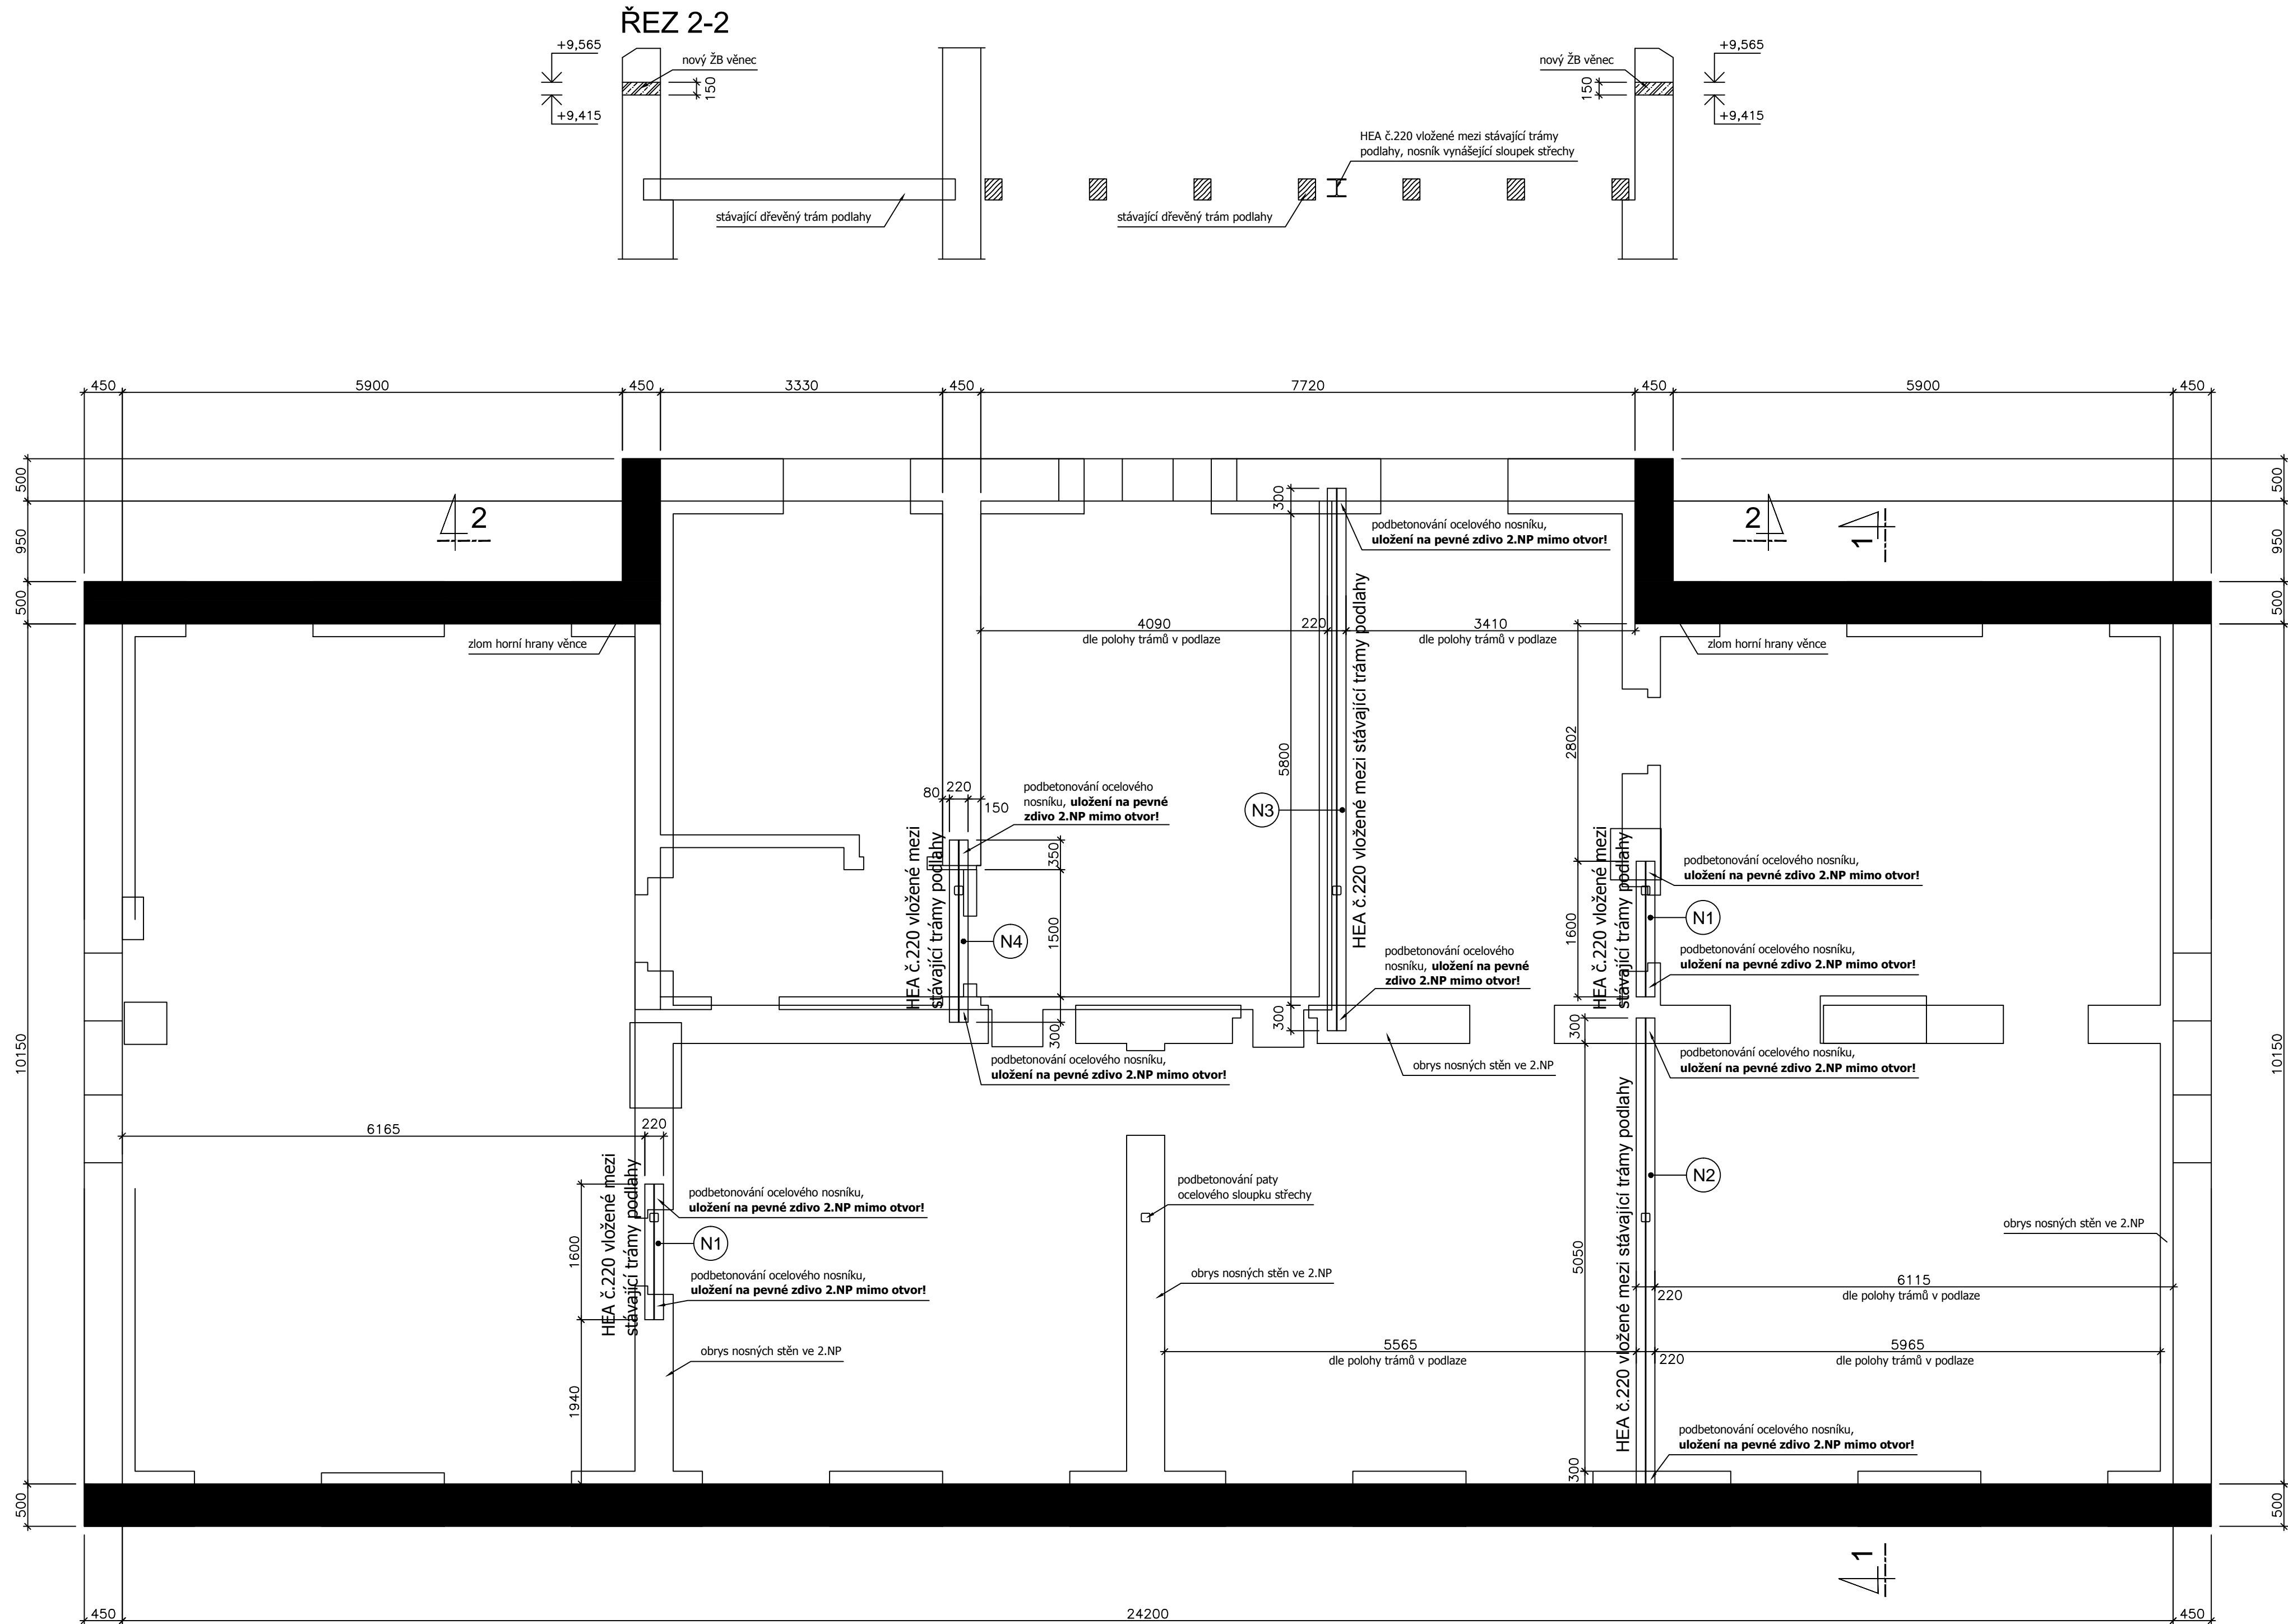 ŘEZ 2-2
+9,565
nový ŽB věnec
150
+9,415
nový ŽB věnec
150
+9,565
+9,415
HEA č.220 vložené mezi stávající trámy
podlahy, nosník vynášející sloupek střechy
stávající dřevěný trám podlahy
stávající dřevěný trám podlahy
450
5900
450
3330
450
7720
450
5900
450
500
950
500
10150
500
500
950
500
10150
500
2
2
1
300
podbetonování ocelového nosníku,
uložení na pevné zdivo 2.NP mimo otvor!
4090
dle polohy trámů v podlaze
220
3410
dle polohy trámů v podlaze
zlom horní hrany věnce
zlom horní hrany věnce
HEA č.220 vložené mezi stávající trámy podlahy
5800
2802
80
220
150
podbetonování ocelového
nosníku, uložení na pevné
zdivo 2.NP mimo otvor!
N3
HEA č.220 vložené mezi
stávající trámy podlahy
350
1500
300
N4
podbetonování ocelového nosníku,
uložení na pevné zdivo 2.NP mimo otvor!
podbetonování ocelového
nosníku, uložení na pevné
zdivo 2.NP mimo otvor!
300
obrys nosných stěn ve 2.NP
HEA č.220 vložené mezi
stávající trámy podlahy
1600
podbetonování ocelového nosníku,
uložení na pevné zdivo 2.NP mimo otvor!
N1
podbetonování ocelového nosníku,
uložení na pevné zdivo 2.NP mimo otvor!
300
podbetonování ocelového nosníku,
uložení na pevné zdivo 2.NP mimo otvor!
6165
220
HEA č.220 vložené mezi
stávající trámy podlahy
1600
1940
podbetonování ocelového nosníku,
uložení na pevné zdivo 2.NP mimo otvor!
N1
podbetonování ocelového nosníku,
uložení na pevné zdivo 2.NP mimo otvor!
obrys nosných stěn ve 2.NP
podbetonování paty
ocelového sloupku střechy
obrys nosných stěn ve 2.NP
HEA č.220 vložené mezi stávající trámy podlahy
5050
300
N2
obrys nosných stěn ve 2.NP
220
6115
dle polohy trámů v podlaze
5565
dle polohy trámů v podlaze
220
5965
dle polohy trámů v podlaze
podbetonování ocelového nosníku,
uložení na pevné zdivo 2.NP mimo otvor!
1
450
24200
450